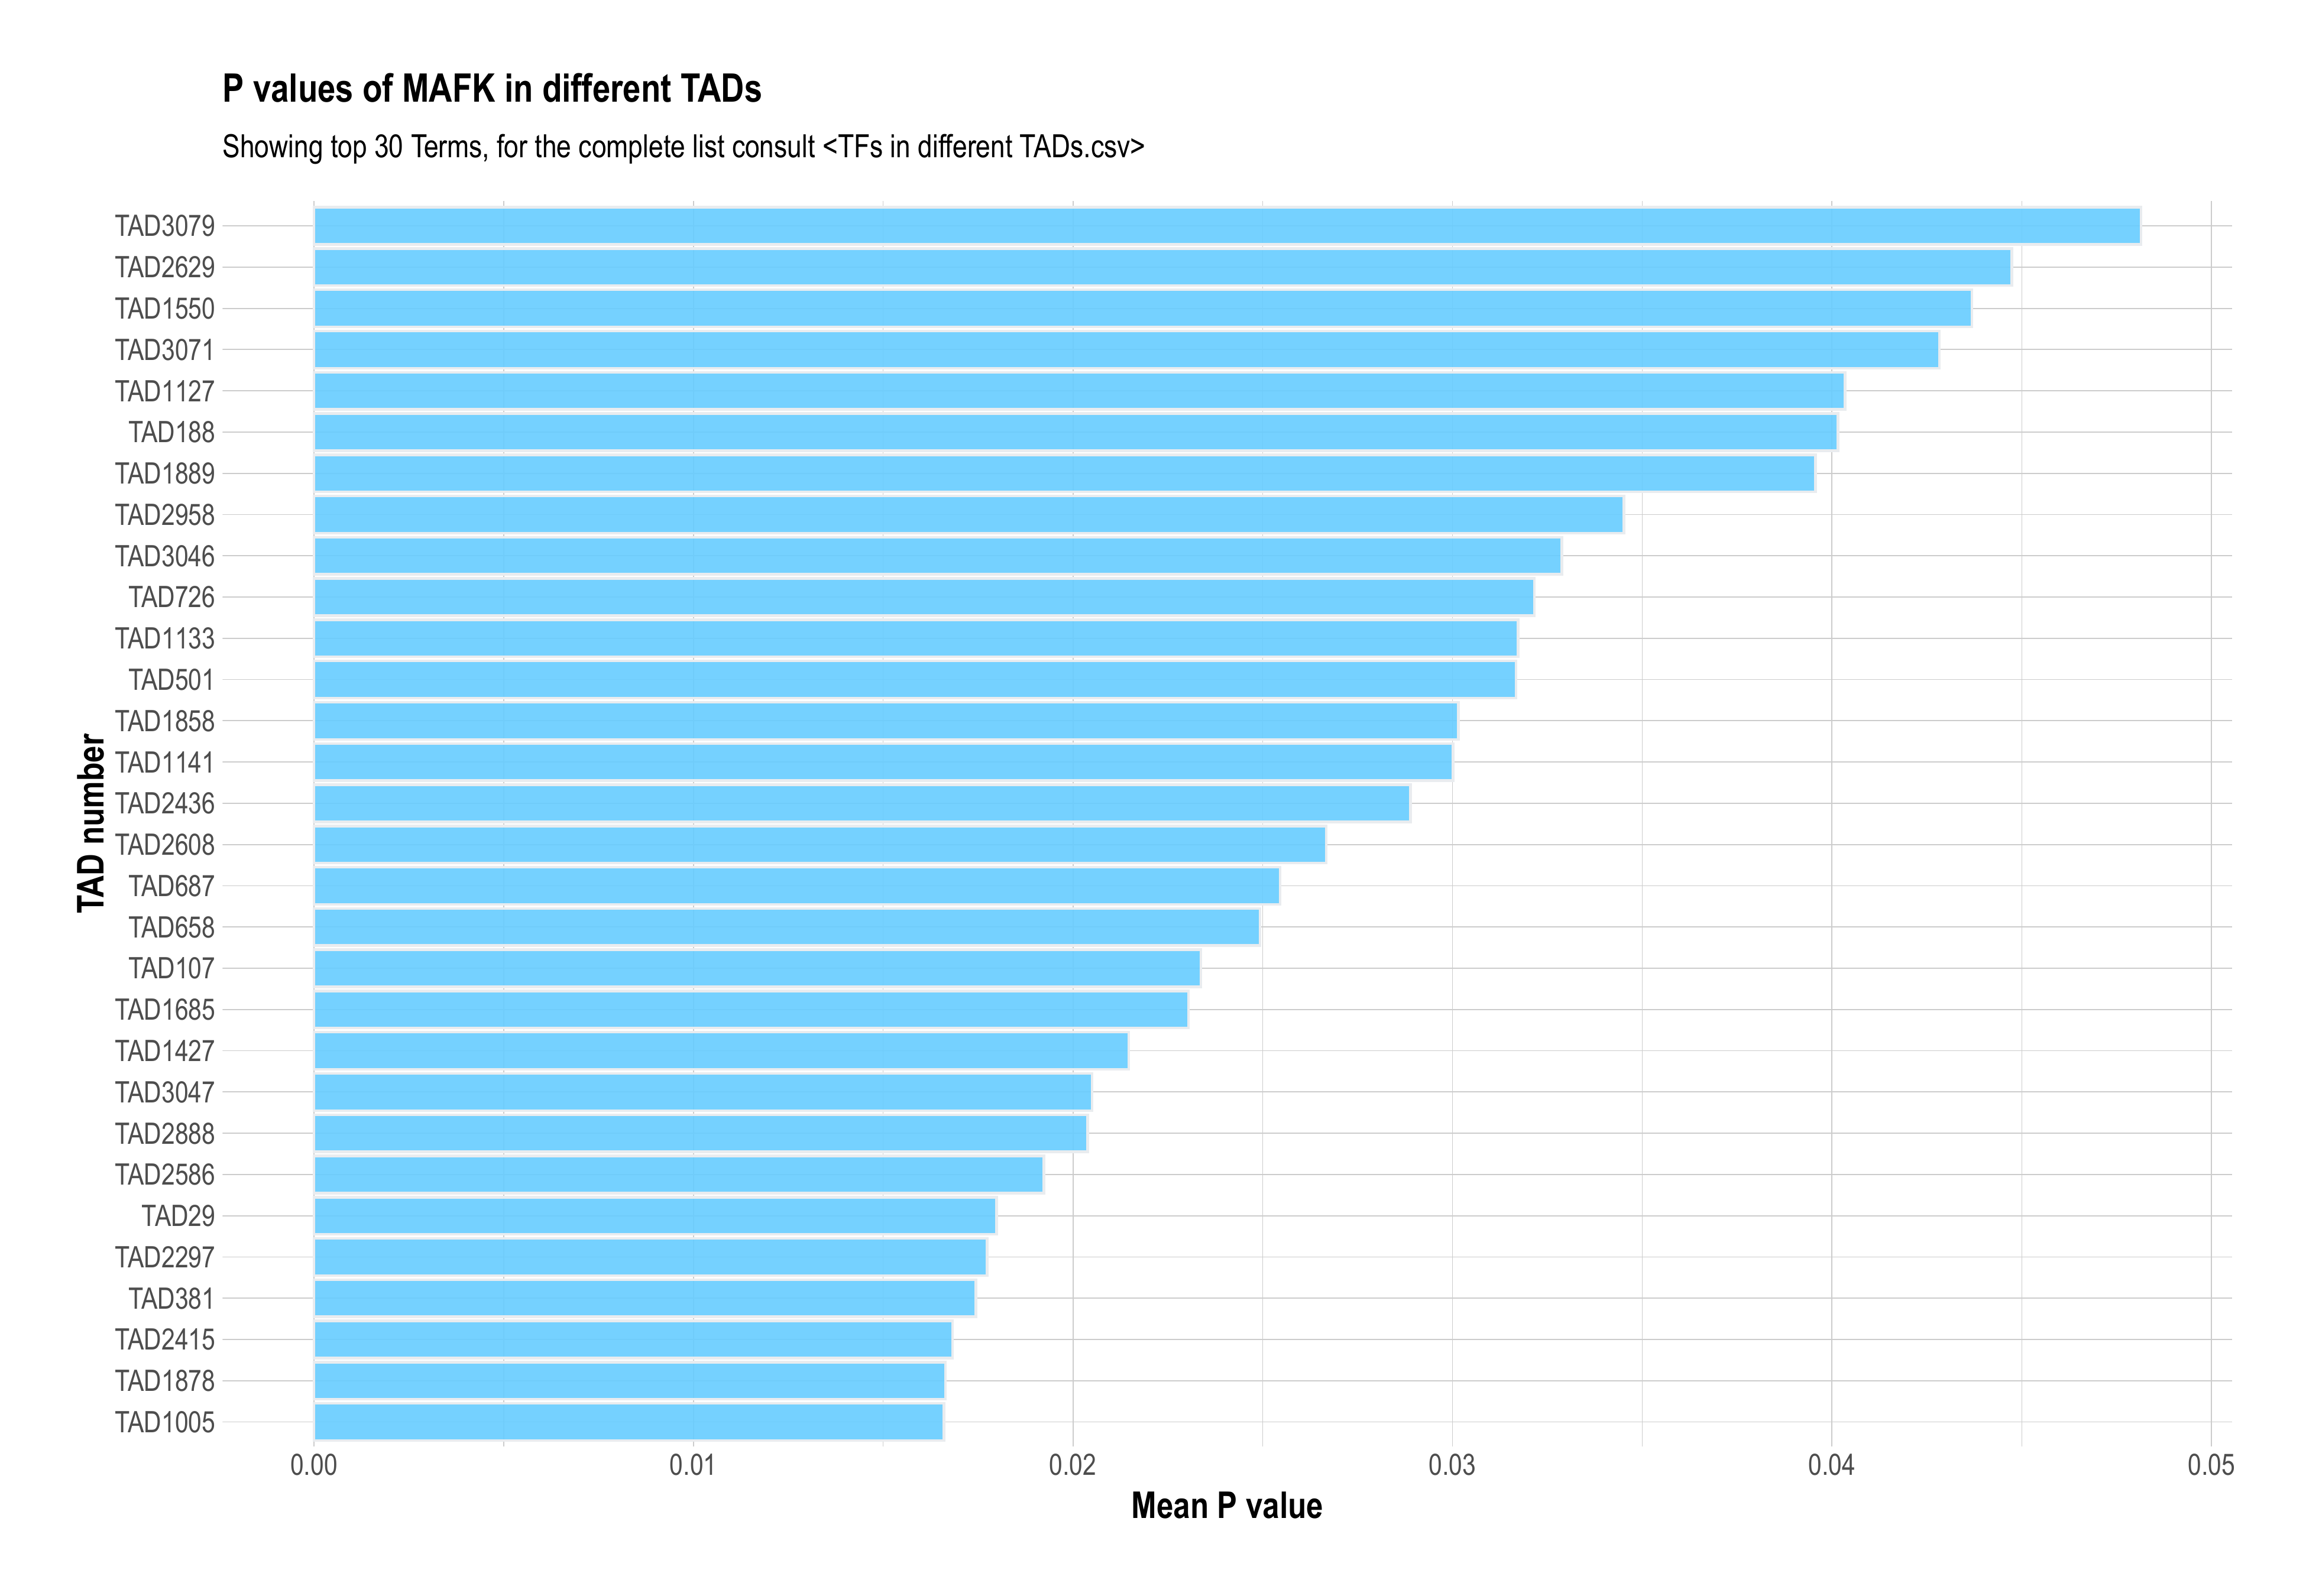 P values of MAFK in different TADs
Showing top 30 Terms, for the complete list consult <TFs in different TADs.csv>
TAD number
TAD3079
TAD2629
TAD1550
TAD3071
TAD1127
TAD188
TAD1889
TAD2958
TAD3046
TAD726
TAD1133
TAD501
TAD1858
TAD1141
TAD2436
TAD2608
TAD687
TAD658
TAD107
TAD1685
TAD1427
TAD3047
TAD2888
TAD2586
TAD29
TAD2297
TAD381
TAD2415
TAD1878
TAD1005
0.00 0.01 0.02 0.03 0.04 0.05
Mean P value